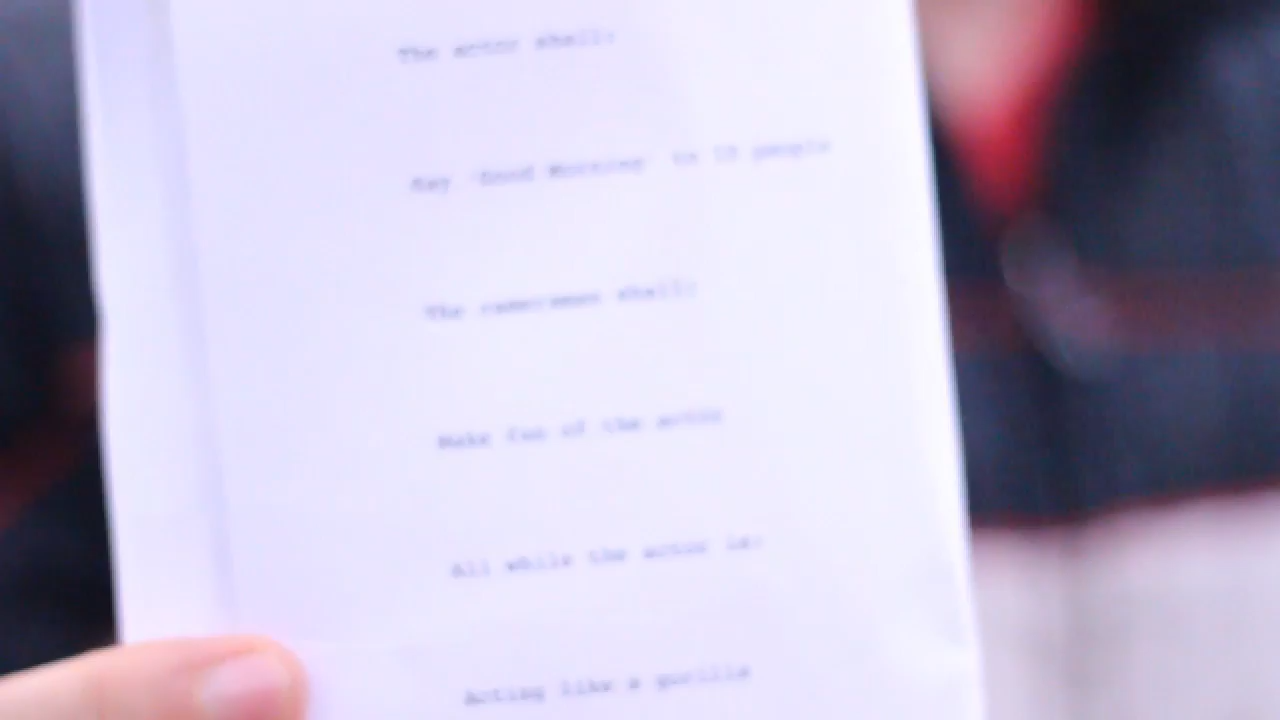 The actor shall:
Say "Good Morning" to 15 people
The cameraman shall:
Make fun of the actor
All while the actor is:
Acting like a gorilla